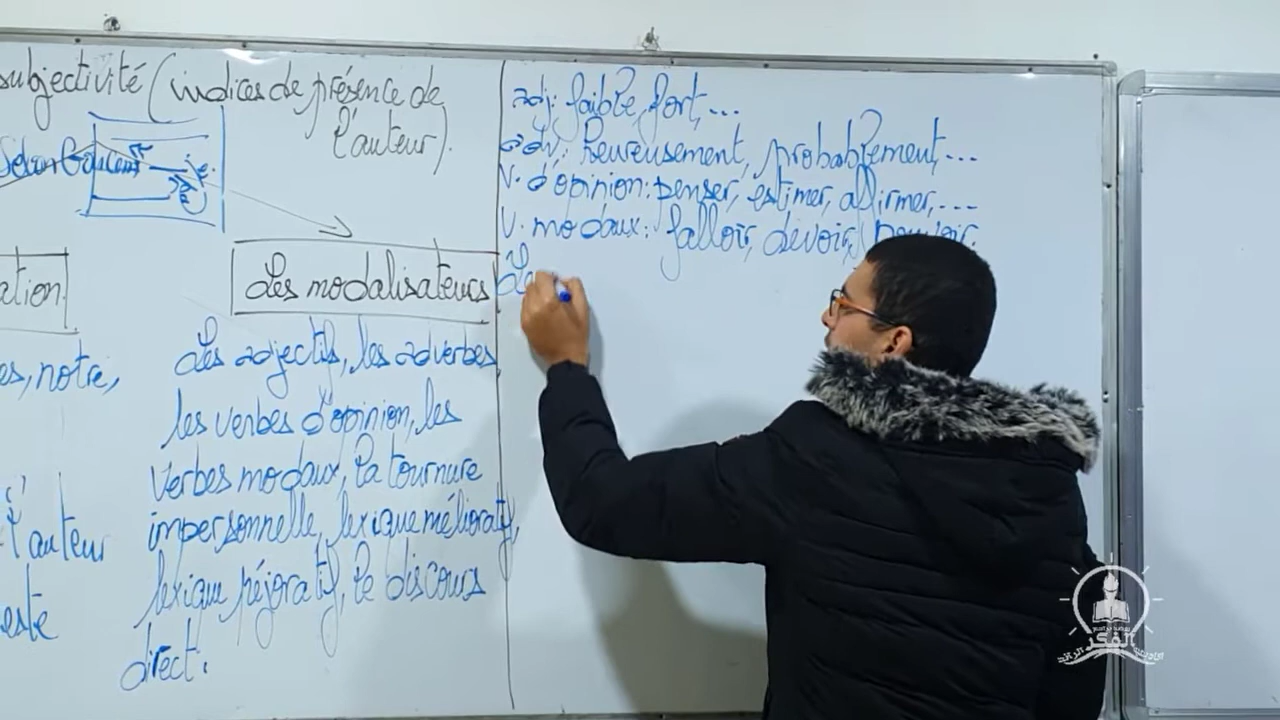 subjectivité (indices de présence de
l'auteur).
Selon
Les modalisateurs
ation
Les adjectifs, les adverbes
es, notre,
les verbes d'opinion, les
verbes modaux, la tournure
impersonnelle, lexique mélioratif,
l'auteur
lexique péjoratif, le discours
este
direct.
adj: faible, fort, ...
adv: heureusement, probablement, ...
V. d'opinion: penser, estimer, affirmer, ...
V. modaux: falloir, devoir, pouvoir.
الفكر